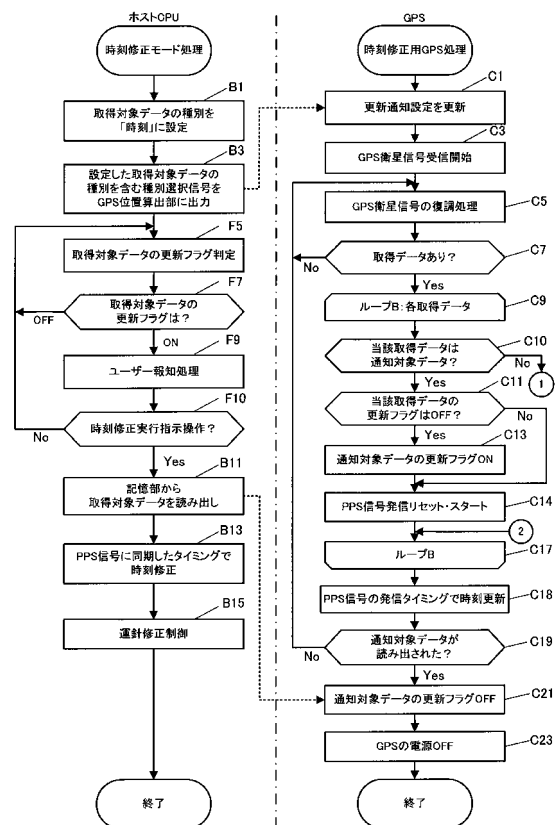 ホストCPU
時刻修正モード処理
B1
取得対象データの種別を
「時刻」に設定
B3
設定した取得対象データの
種別を含む種別選択信号を
GPS位置算出部に出力
F5
取得対象データの更新フラグ判定
F7
取得対象データの
更新フラグは?
OFF
ON
F9
ユーザー報知処理
F10
時刻修正実行指示操作?
No
Yes
B11
記憶部から
取得対象データを読み出し
B13
PPS信号に同期したタイミングで
時刻修正
B15
運針修正制御
終了
GPS
時刻修正用GPS処理
C1
更新通知設定を更新
C3
GPS衛星信号受信開始
C5
GPS衛星信号の復調処理
C7
取得データあり?
No
Yes
C9
ループB:各取得データ
C10
当該取得データは
通知対象データ?
No
1
Yes
C11
当該取得データの
更新フラグはOFF?
No
Yes
C13
通知対象データの更新フラグON
C14
PPS信号発信リセット・スタート
2
C17
ループB
C18
PPS信号の発信タイミングで時刻更新
C19
通知対象データが
読み出された?
No
Yes
C21
通知対象データの更新フラグOFF
C23
GPSの電源OFF
終了